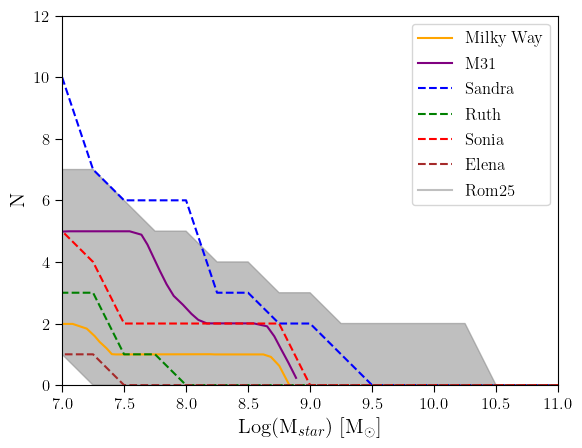 12
10
8
6
4
2
0
N
7.0 7.5 8.0 8.5 9.0 9.5 10.0 10.5 11.0
Log(M$_{star}$) [M$_{\odot}$]
Milky Way
M31
Sandra
Ruth
Sonia
Elena
Rom25